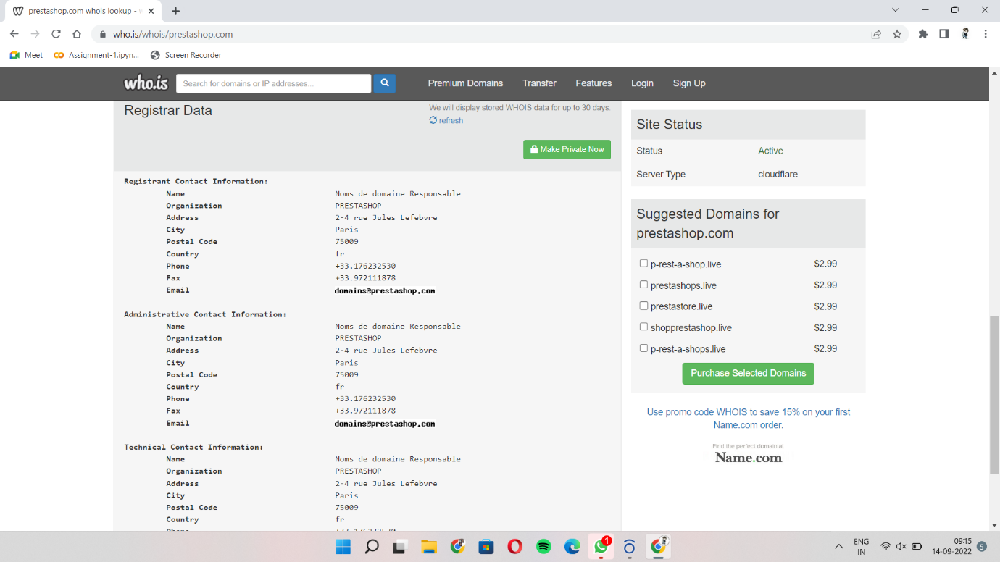 prestashop.com whois lookup - w
who.is/whois/prestashop.com
Meet
Assignment-1.ipyn...
Screen Recorder
who.is
Search for domains or IP addresses...
Premium Domains
Transfer
Features
Login
Sign Up
Registrar Data
We will display stored WHOIS data for up to 30 days.
refresh
Make Private Now
Registrant Contact Information:
Name Noms de domaine Responsable
Organization PRESTASHOP
Address 2-4 rue Jules Lefebvre
City Paris
Postal Code 75009
Country fr
Phone +33.176232530
Fax +33.972111878
Email domains@prestashop.com
Administrative Contact Information:
Name Noms de domaine Responsable
Organization PRESTASHOP
Address 2-4 rue Jules Lefebvre
City Paris
Postal Code 75009
Country fr
Phone +33.176232530
Fax +33.972111878
Email domains@prestashop.com
Technical Contact Information:
Name Noms de domaine Responsable
Organization PRESTASHOP
Address 2-4 rue Jules Lefebvre
City Paris
Postal Code 75009
Country fr
Phone +33.176232530
Site Status
Status Active
Server Type cloudflare
Suggested Domains for
prestashop.com
p-rest-a-shop.live $2.99
prestashops.live $2.99
prestastore.live $2.99
shopprestashop.live $2.99
p-rest-a-shops.live $2.99
Purchase Selected Domains
Use promo code WHOIS to save 15% on your first
Name.com order.
Find the perfect domain at
Name.com
1
ENG
IN
09:15
14-09-2022
5